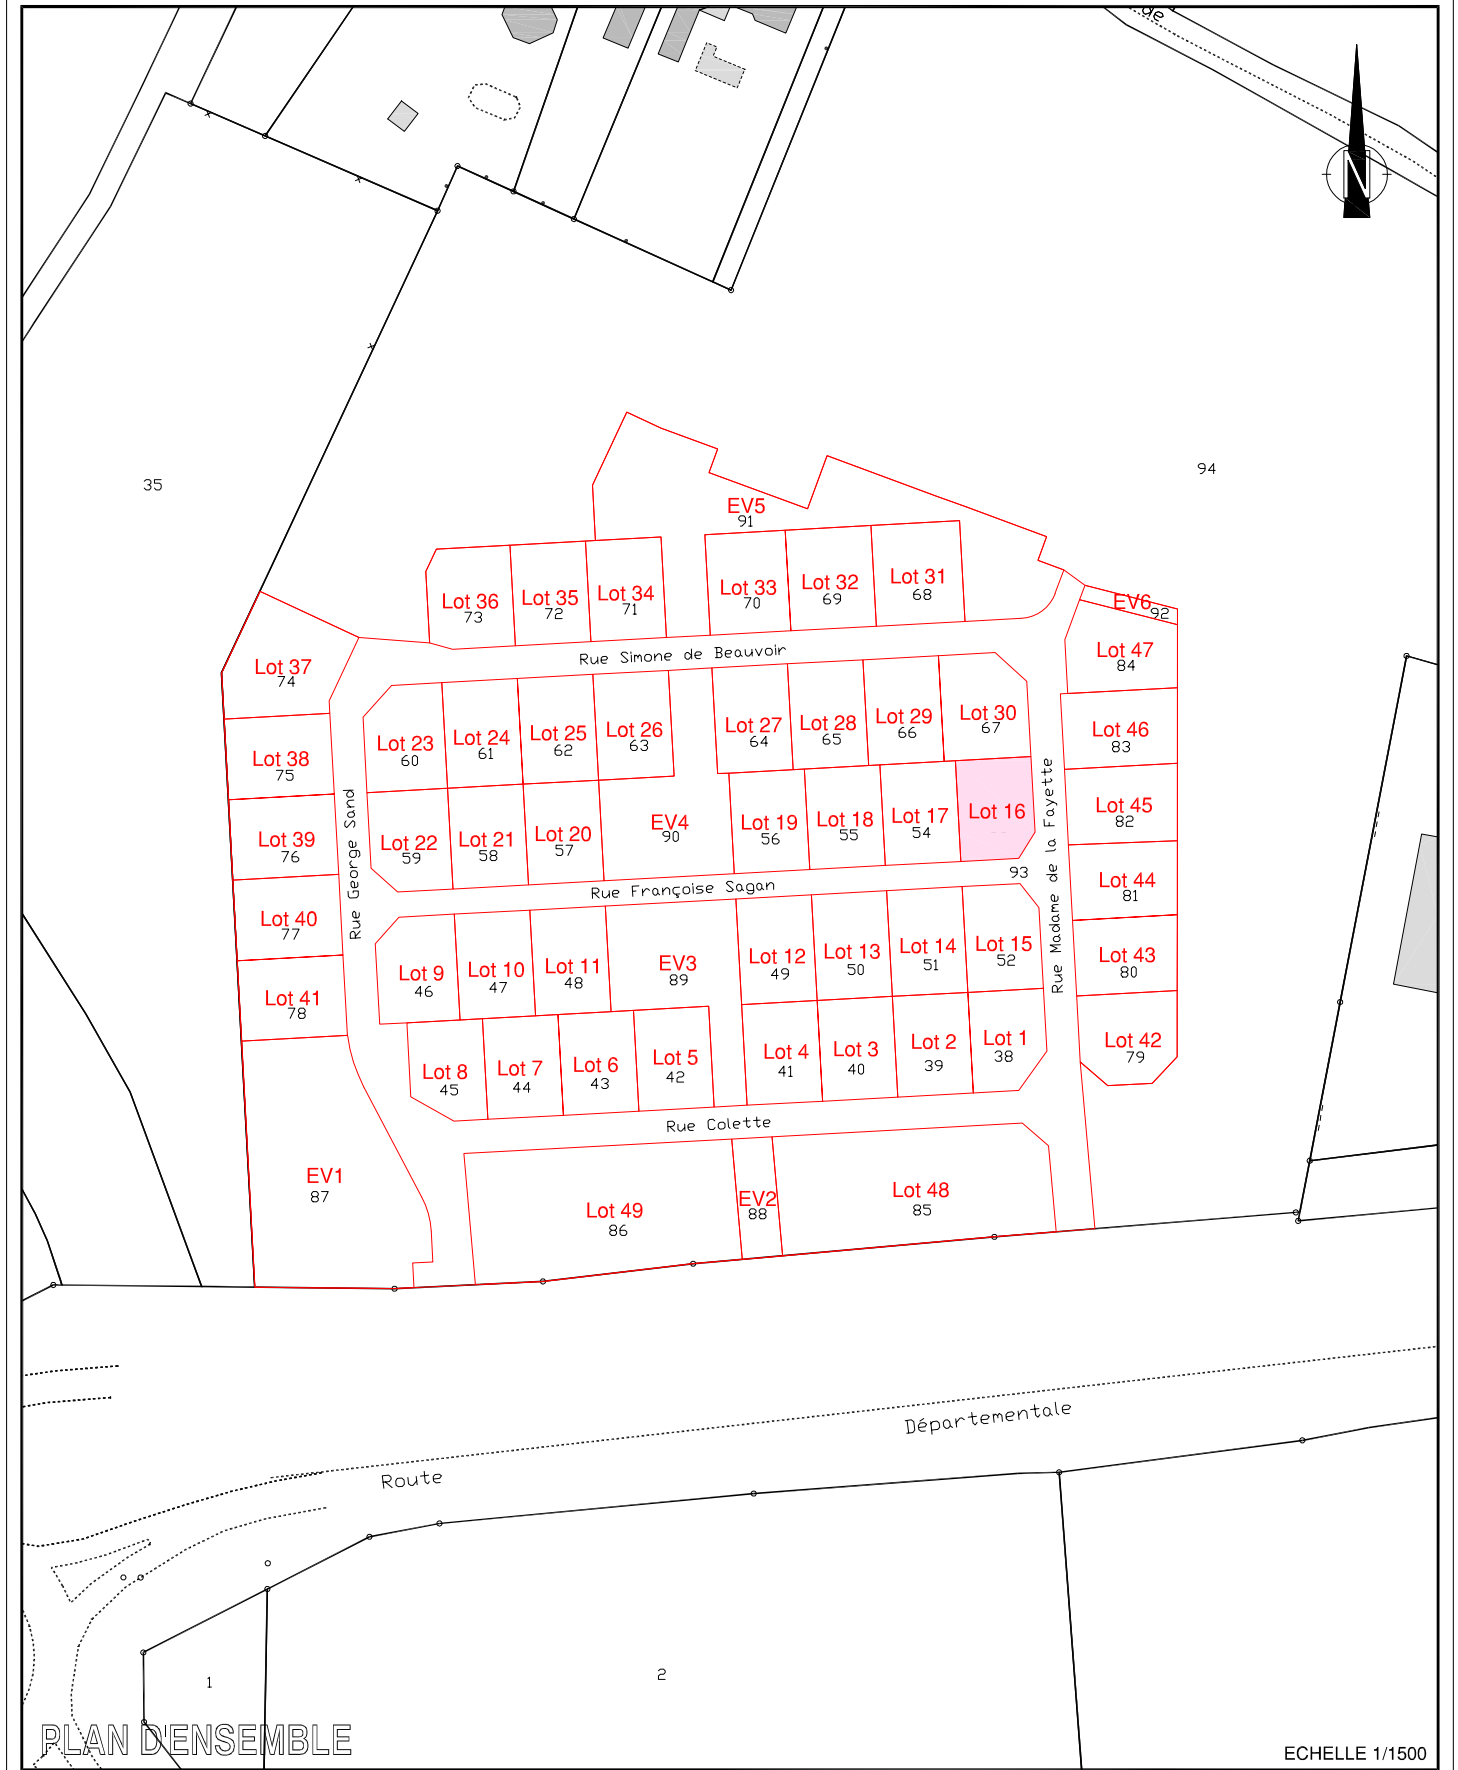 de
N
35
94
EV5
91
Lot 36
73
Lot 35
72
Lot 34
71
Lot 33
70
Lot 32
69
Lot 31
68
EV6
92
Lot 37
74
Rue Simone de Beauvoir
Lot 47
84
Lot 23
60
Lot 24
61
Lot 25
62
Lot 26
63
Lot 27
64
Lot 28
65
Lot 29
66
Lot 30
67
Lot 46
83
Lot 38
75
Rue George Sand
Rue Madame de la Fayette
Lot 39
76
Lot 22
59
Lot 21
58
Lot 20
57
EV4
90
Lot 19
56
Lot 18
55
Lot 17
54
Lot 16
Lot 45
82
Rue Françoise Sagan
93
Lot 44
81
Lot 40
77
Lot 9
46
Lot 10
47
Lot 11
48
EV3
89
Lot 12
49
Lot 13
50
Lot 14
51
Lot 15
52
Lot 43
80
Lot 41
78
Lot 8
45
Lot 7
44
Lot 6
43
Lot 5
42
Lot 4
41
Lot 3
40
Lot 2
39
Lot 1
38
Lot 42
79
Rue Colette
EV1
87
Lot 49
86
EV2
88
Lot 48
85
Route Départementale
1
2
PLAN D'ENSEMBLE
ECHELLE 1/1500